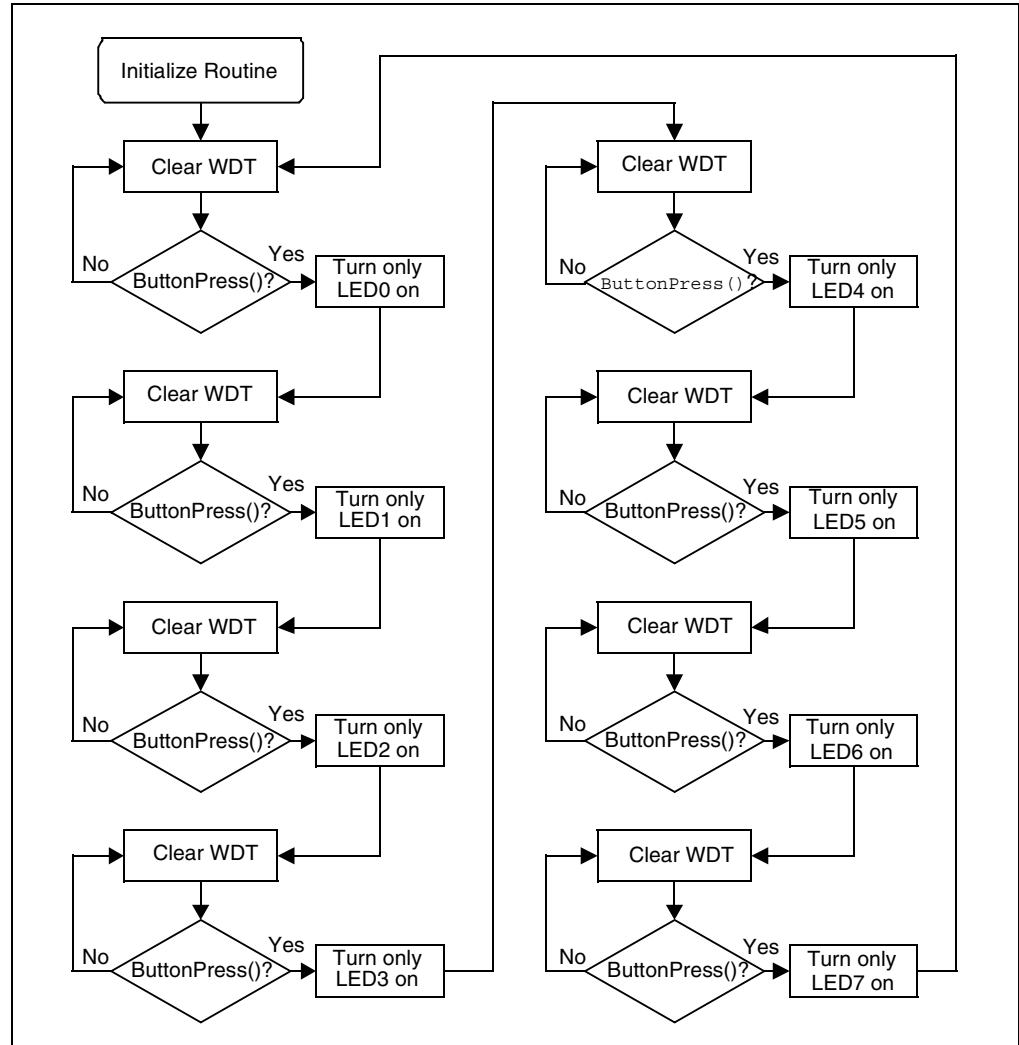 Initialize Routine
Clear WDT
No
ButtonPress()?
Yes
Turn only
LED0 on
Clear WDT
No
ButtonPress()?
Yes
Turn only
LED1 on
Clear WDT
No
ButtonPress()?
Yes
Turn only
LED2 on
Clear WDT
No
ButtonPress()?
Yes
Turn only
LED3 on
Clear WDT
No
ButtonPress()?
Yes
Turn only
LED4 on
Clear WDT
No
ButtonPress()?
Yes
Turn only
LED5 on
Clear WDT
No
ButtonPress()?
Yes
Turn only
LED6 on
Clear WDT
No
ButtonPress()?
Yes
Turn only
LED7 on